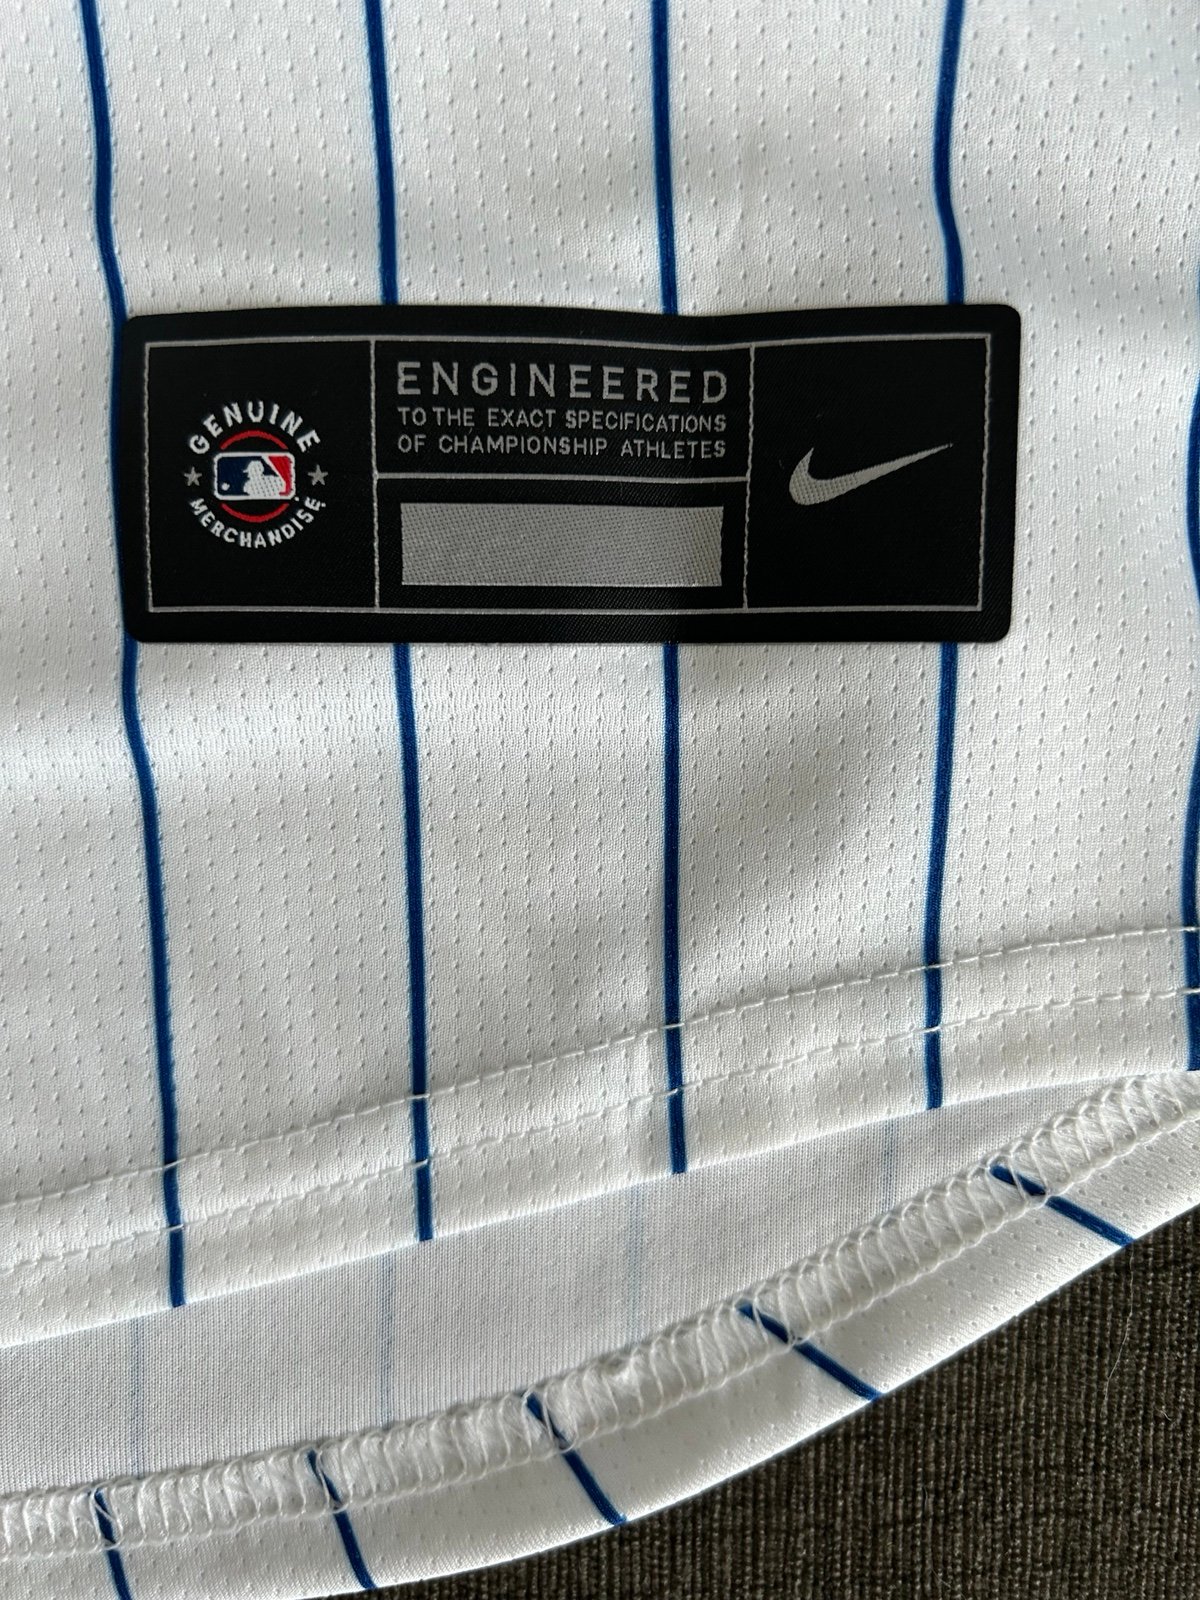 GENUINE
MERCHANDISE
ENGINEERED
TO THE EXACT SPECIFICATIONS
OF CHAMPIONSHIP ATHLETES